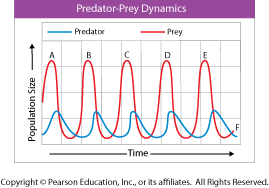 Predator-Prey Dynamics
Predator Prey
A B C D E
F
Population Size
Time
Copyright © Pearson Education, Inc., or its affiliates. All Rights Reserved.